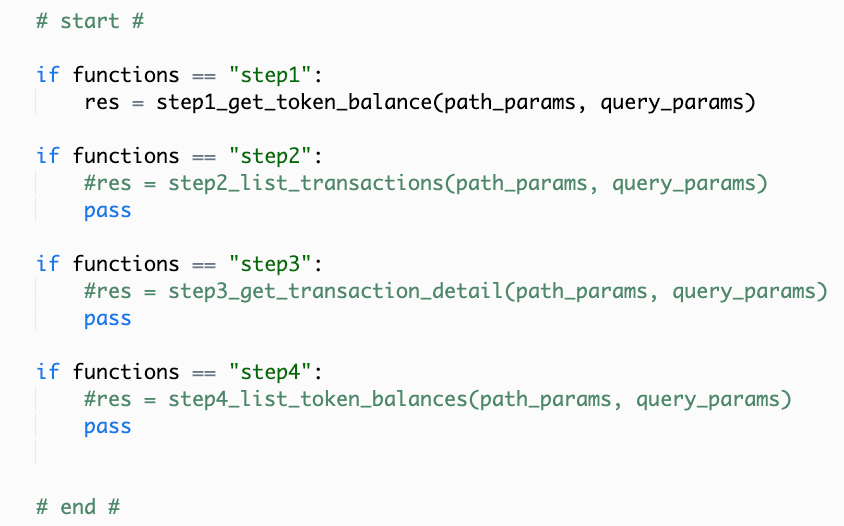 # start #
if functions == "step1":
    res = step1_get_token_balance(path_params, query_params)
if functions == "step2":
    #res = step2_list_transactions(path_params, query_params)
    pass
if functions == "step3":
    #res = step3_get_transaction_detail(path_params, query_params)
    pass
if functions == "step4":
    #res = step4_list_token_balances(path_params, query_params)
    pass
# end #